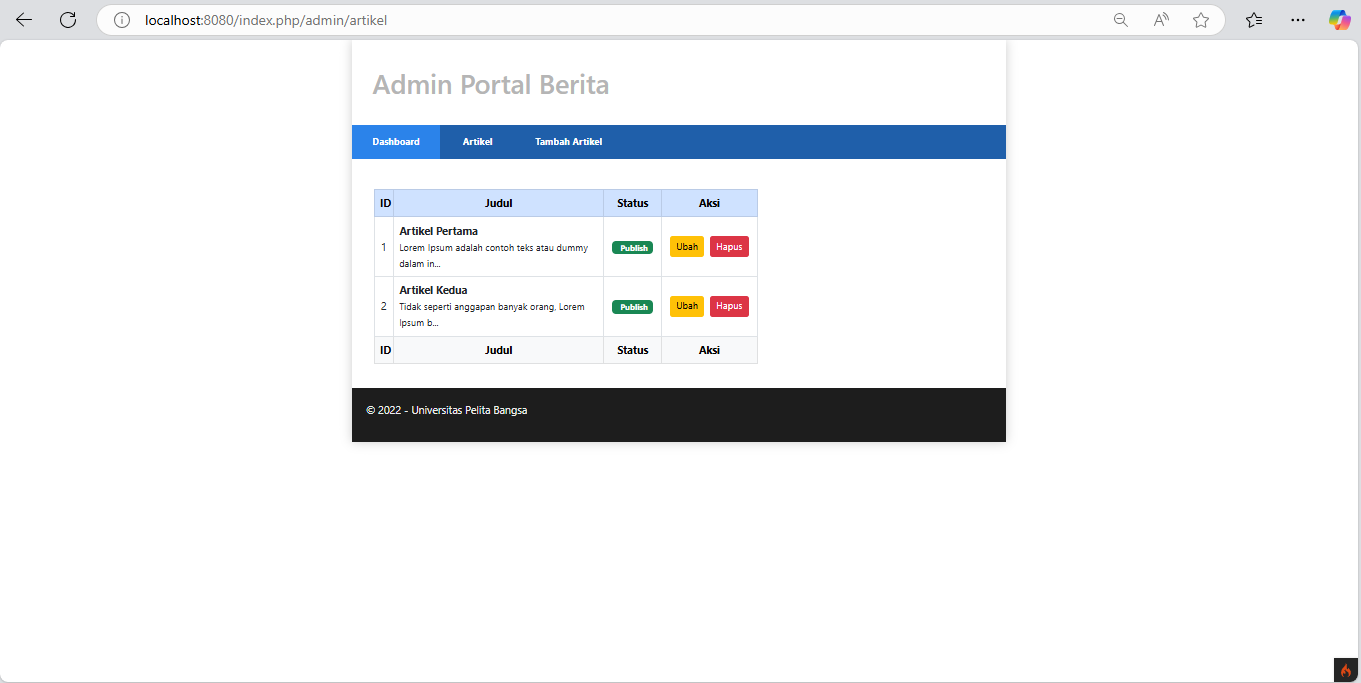 localhost:8080/index.php/admin/artikel
Admin Portal Berita
Dashboard Artikel Tambah Artikel
ID Judul Status Aksi
1 Artikel Pertama Publish Ubah Hapus
Lorem Ipsum adalah contoh teks atau dummy
dalam in...
2 Artikel Kedua Publish Ubah Hapus
Tidak seperti anggapan banyak orang, Lorem
Ipsum b...
ID Judul Status Aksi
© 2022 - Universitas Pelita Bangsa